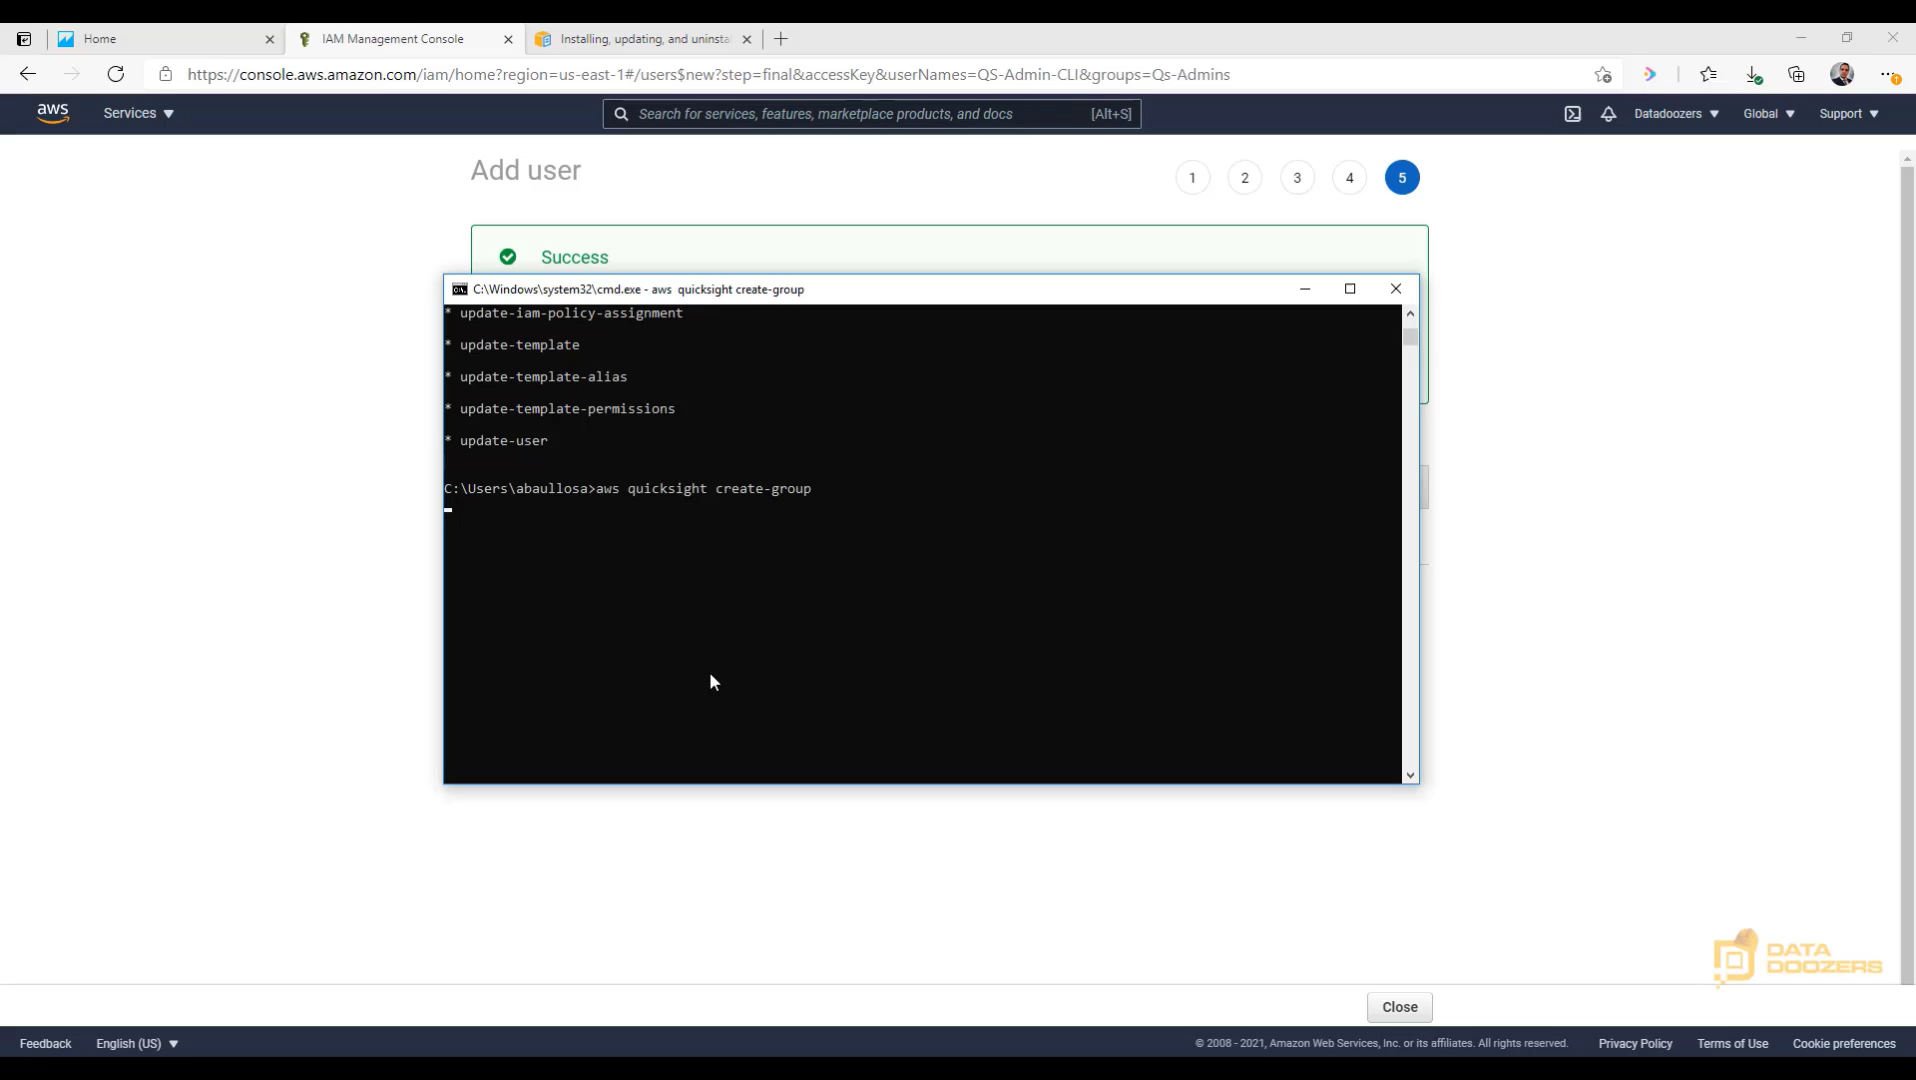 Home
IAM Management Console
Installing, updating, and uninstal
https://console.aws.amazon.com/iam/home?region=us-east-1#/users$new?step=final&accessKey&userNames=QS-Admin-CLI&groups=Qs-Admins
aws
Services
Search for services, features, marketplace products, and docs [Alt+S]
Datadoozers
Global
Support
Add user
1 2 3 4 5
Success
C:\Windows\system32\cmd.exe - aws  quicksight create-group
* update-iam-policy-assignment
* update-template
* update-template-alias
* update-template-permissions
* update-user
C:\Users\abaullosa>aws quicksight create-group
DATA
DOOZERS
Close
Feedback
English (US)
© 2008 - 2021, Amazon Web Services, Inc. or its affiliates. All rights reserved.
Privacy Policy
Terms of Use
Cookie preferences